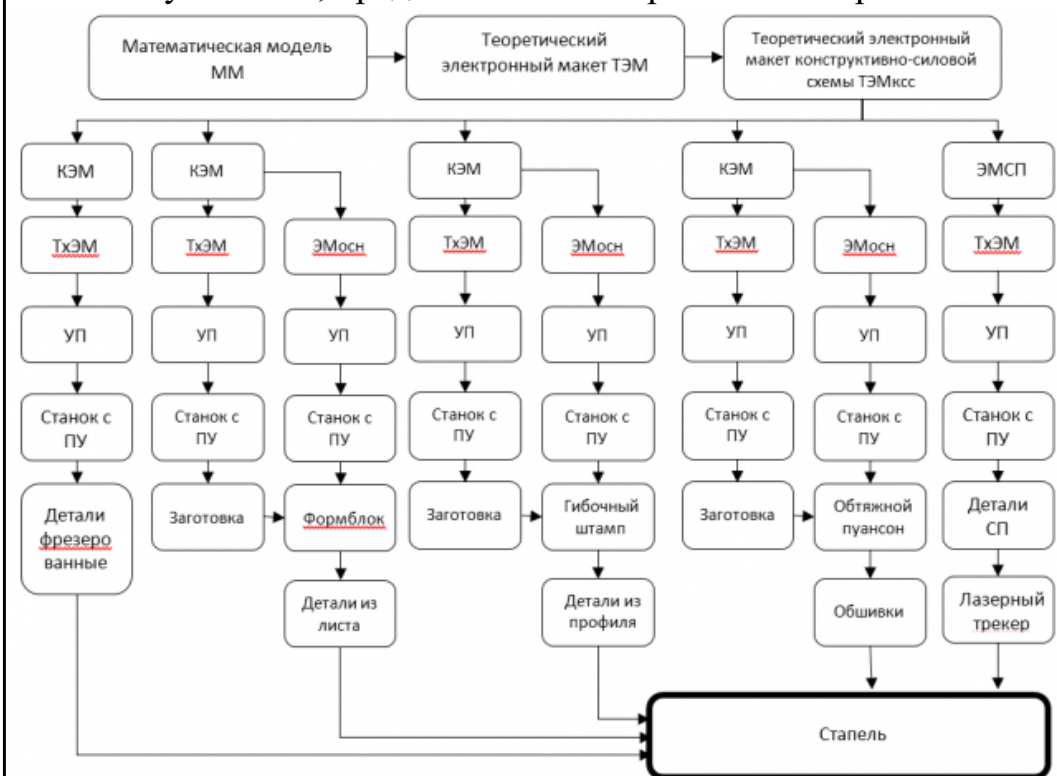 Математическая модель
ММ
Теоретический
электронный макет ТЭМ
Теоретический электронный
макет конструктивно-силовой
схемы ТЭМксс
КЭМ
КЭМ
КЭМ
КЭМ
ЭМСП
ТхЭМ
ТхЭМ
ЭМосн
ТхЭМ
ЭМосн
ТхЭМ
ЭМосн
ТхЭМ
УП
УП
УП
УП
УП
УП
УП
УП
Станок с
ПУ
Станок с
ПУ
Станок с
ПУ
Станок с
ПУ
Станок с
ПУ
Станок с
ПУ
Станок с
ПУ
Станок с
ПУ
Детали
фрезеро
ванные
Заготовка
Формблок
Заготовка
Гибочный
штамп
Заготовка
Обтяжной
пуансон
Детали
СП
Детали из
листа
Детали из
профиля
Обшивки
Лазерный
трекер
Стапель